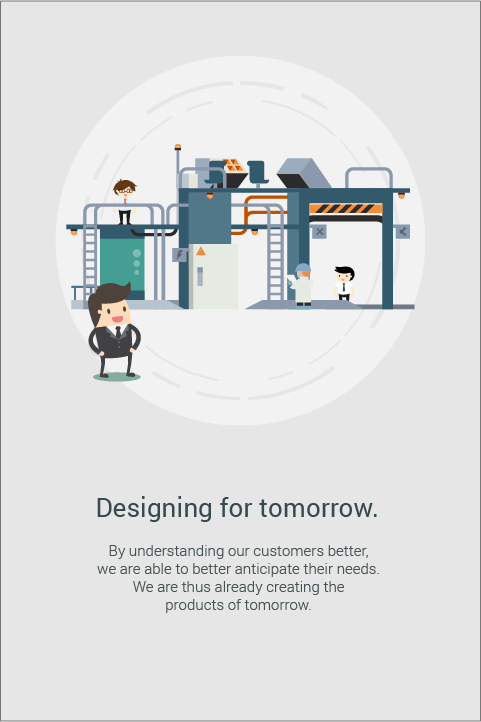 Designing for tomorrow.
By understanding our customers better,
we are able to better anticipate their needs.
We are thus already creating the
products of tomorrow.